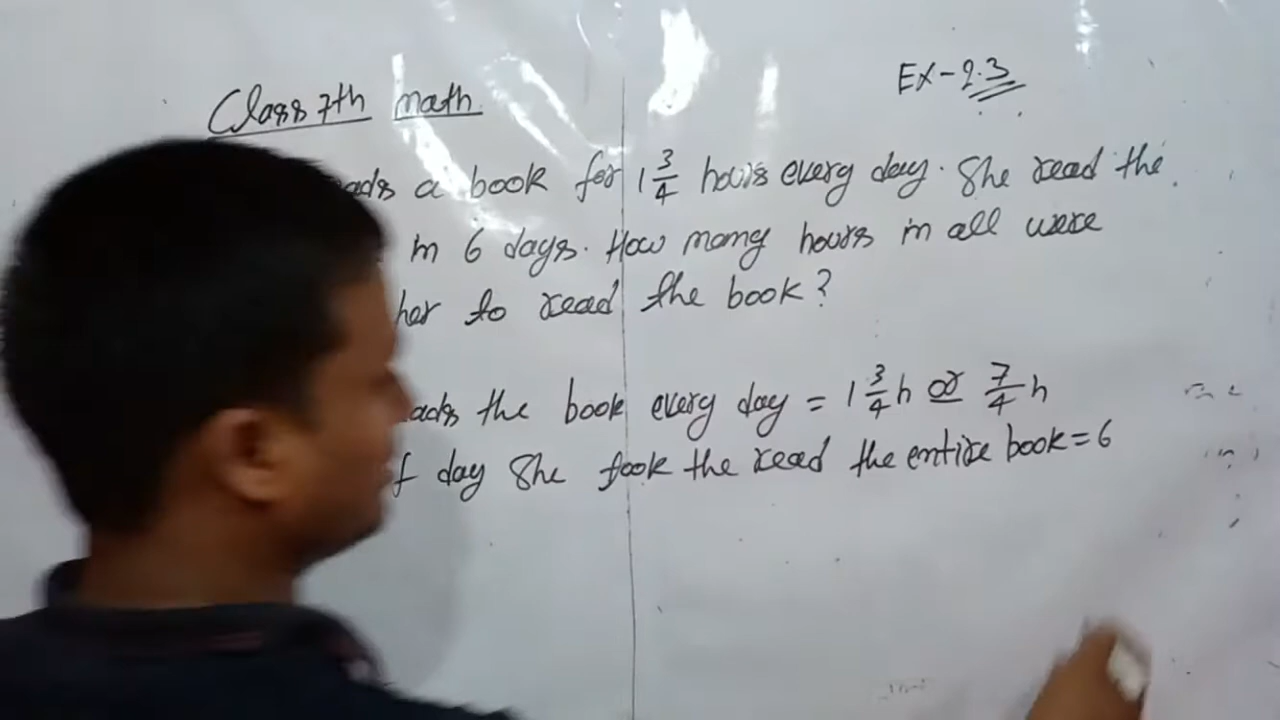 Class 7th math
EX-2.3
a book for 1 3/4 hours every day. She read the
in 6 days. How many hours in all were
her to read the book?
the book every day = 1 3/4 h or 7/4 h
day She took the read the entire book = 6